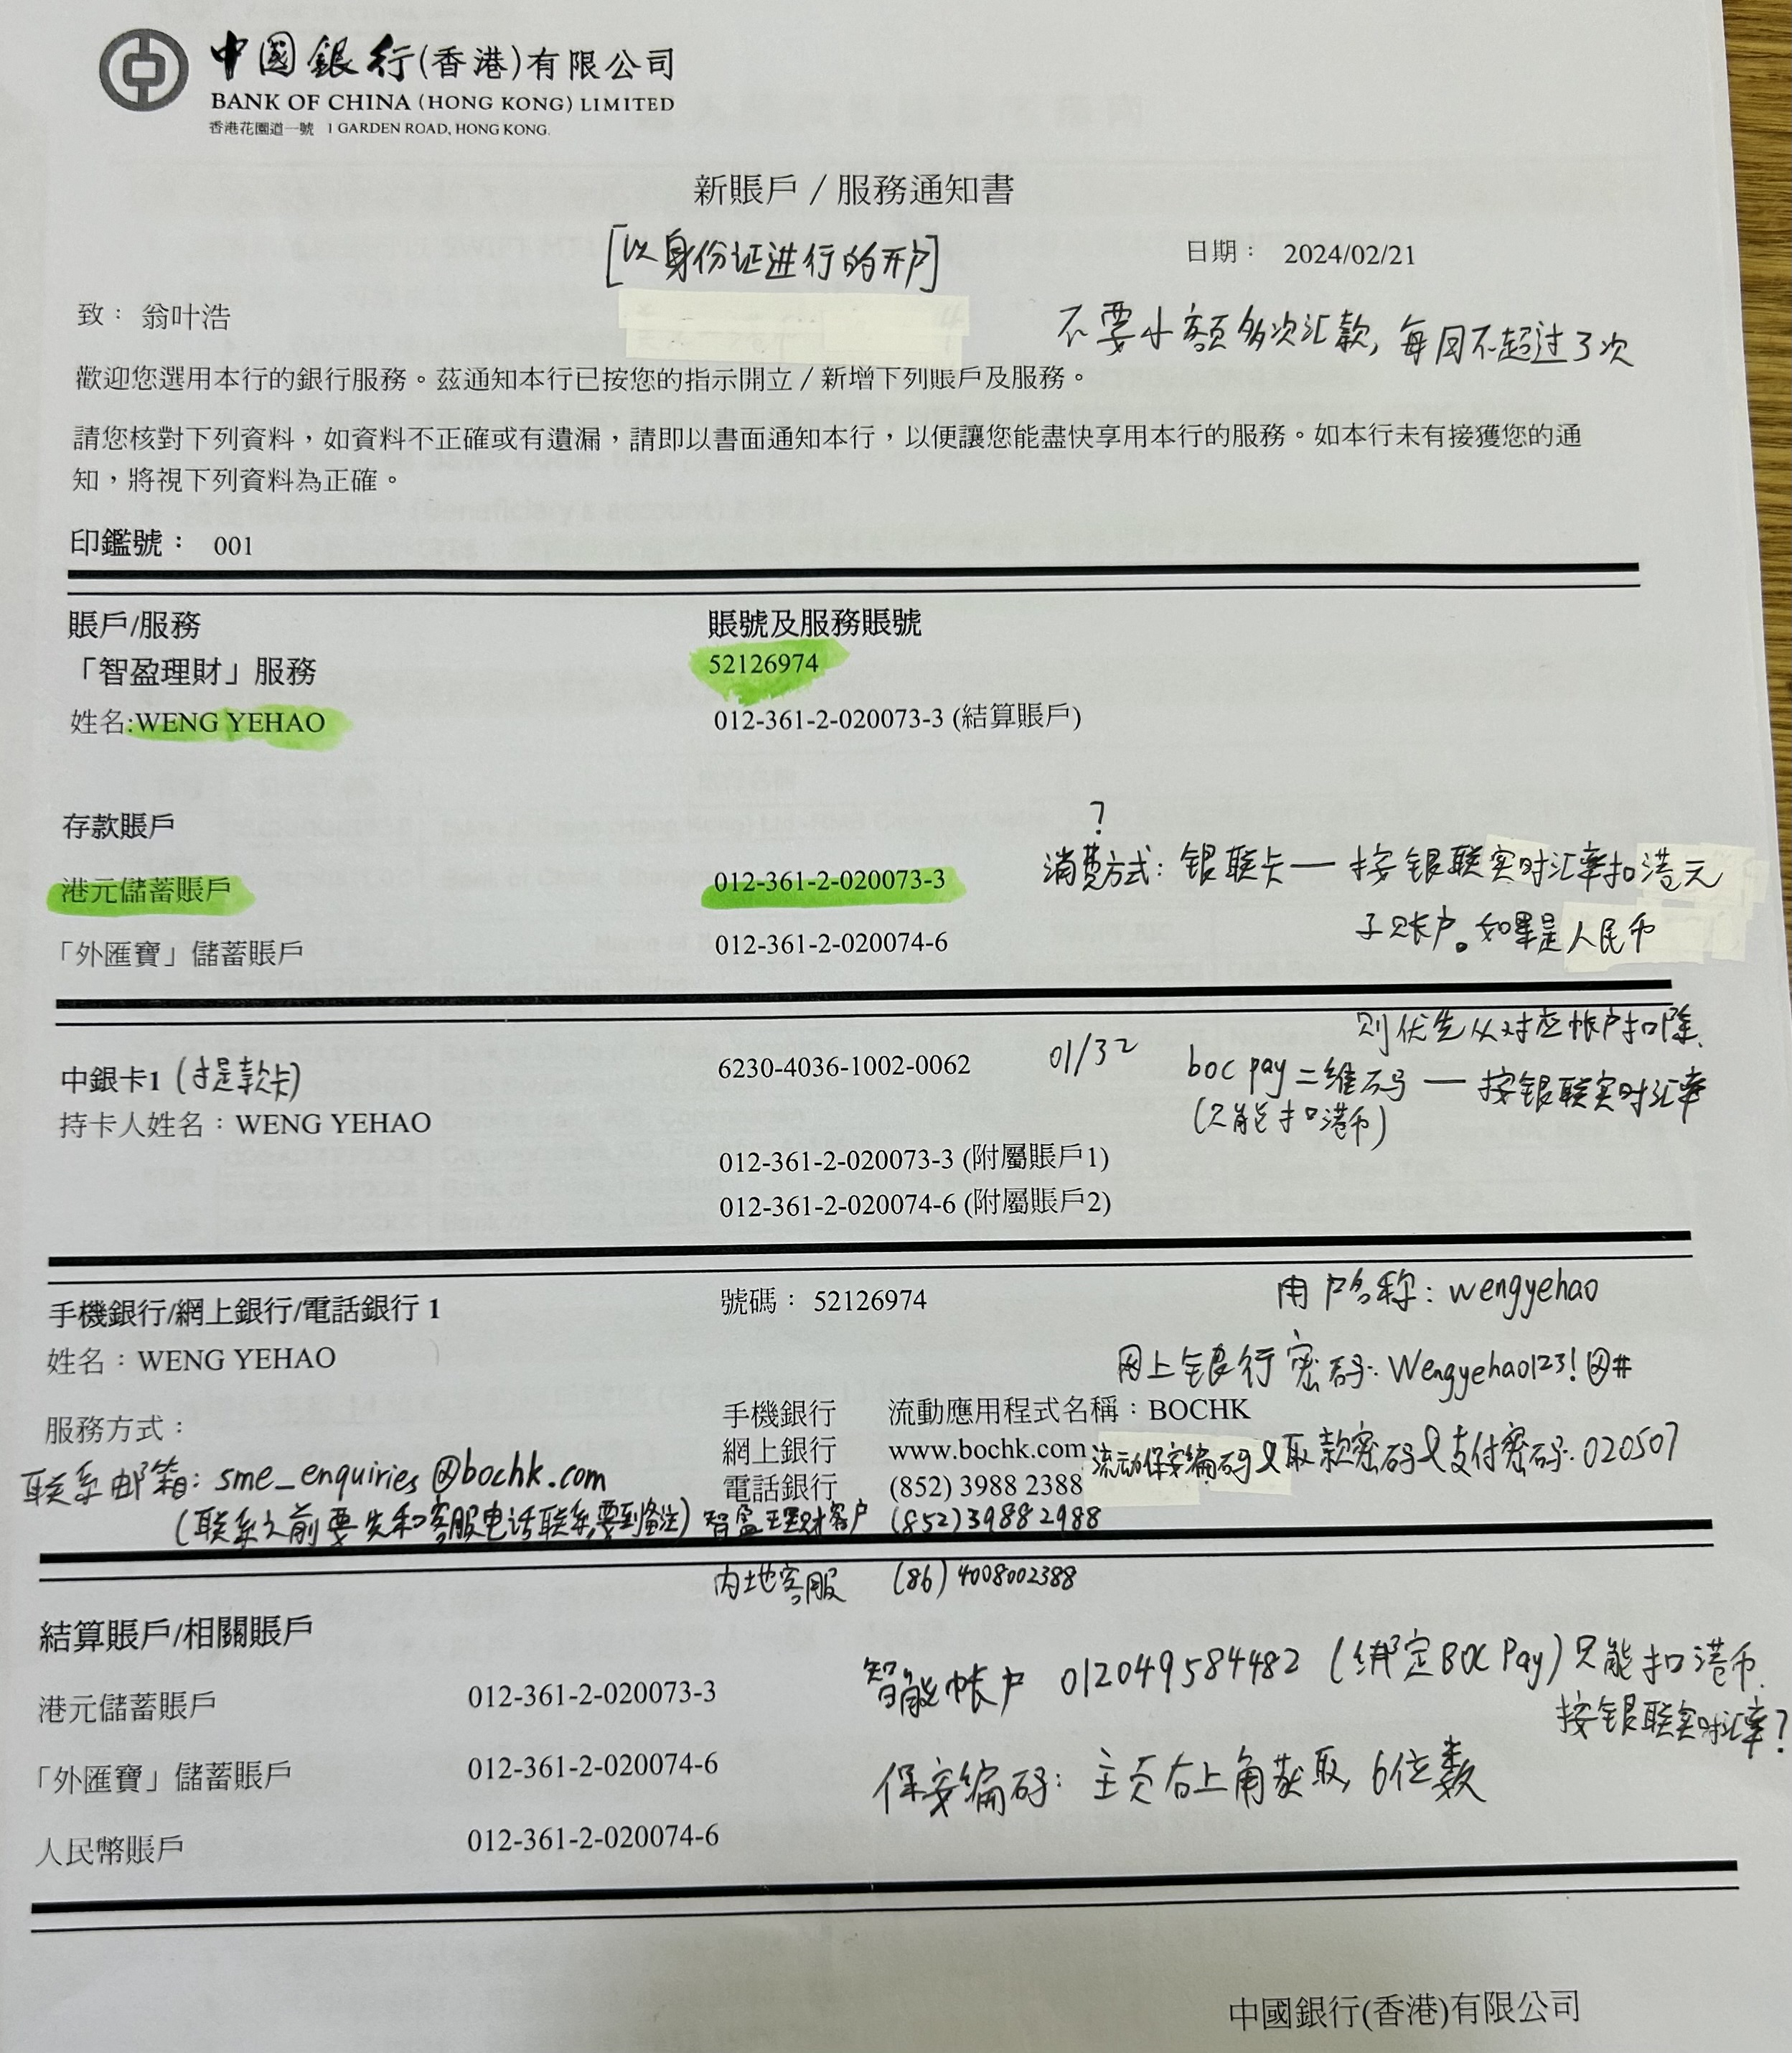 中國銀行(香港)有限公司
BANK OF CHINA (HONG KONG) LIMITED
香港花園道一號 1 GARDEN ROAD, HONG KONG.
新賬戶 / 服務通知書
[以身份证进行的开户]
日期： 2024/02/21
致： 翁叶浩
不要小额多次汇款, 每日不超过3次
歡迎您選用本行的銀行服務。茲通知本行已按您的指示開立 / 新增下列賬戶及服務。
請您核對下列資料，如資料不正確或有遺漏，請即以書面通知本行，以便讓您能盡快享用本行的服務。如本行未有接獲您的通
知，將視下列資料為正確。
印鑑號： 001
賬戶/服務 賬號及服務賬號
「智盈理財」服務 52126974
姓名:WENG YEHAO 012-361-2-020073-3 (結算賬戶)
存款賬戶
?
港元儲蓄賬戶 012-361-2-020073-3 消费方式: 银联卡— 按银联实时汇率扣港元
「外匯寶」儲蓄賬戶 012-361-2-020074-6 子账户。如果是人民币
则优先从对应帐户扣除.
中銀卡1 (才是款卡) 6230-4036-1002-0062 01/32 boc pay二维码 — 按银联实时汇率
(只能扣港币)
持卡人姓名：WENG YEHAO
012-361-2-020073-3 (附屬賬戶1)
012-361-2-020074-6 (附屬賬戶2)
手機銀行/網上銀行/電話銀行 1 號碼： 52126974 用户名称: wengyehao
姓名：WENG YEHAO 网上银行密码: Wengyehao123!@#
服務方式： 手機銀行 流動應用程式名稱：BOCHK
網上銀行 www.bochk.com 流动保安编码&取款密码&支付密码: 020507
联系邮箱: sme_enquiries@bochk.com 電話銀行 (852) 3988 2388
(联系之前要先和客服电话联系,要到备注) 智盈理财客户 (852)39882988
内地客服 (86) 4008002388
結算賬戶/相關賬戶
港元儲蓄賬戶 012-361-2-020073-3 智能帐户 012049584482 (绑定BOC Pay) 只能扣港币.
按银联实时汇率?
「外匯寶」儲蓄賬戶 012-361-2-020074-6 保安编码: 主页右上角获取, 6位数
人民幣賬戶 012-361-2-020074-6
中國銀行(香港)有限公司